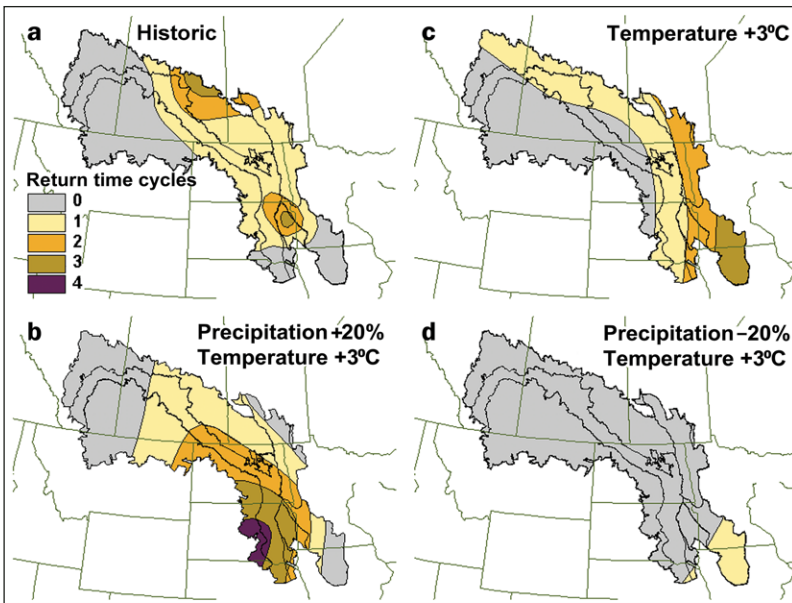 a Historic
Return time cycles
0
1
2
3
4
c Temperature +3ºC
b Precipitation +20%
Temperature +3ºC
d Precipitation –20%
Temperature +3ºC